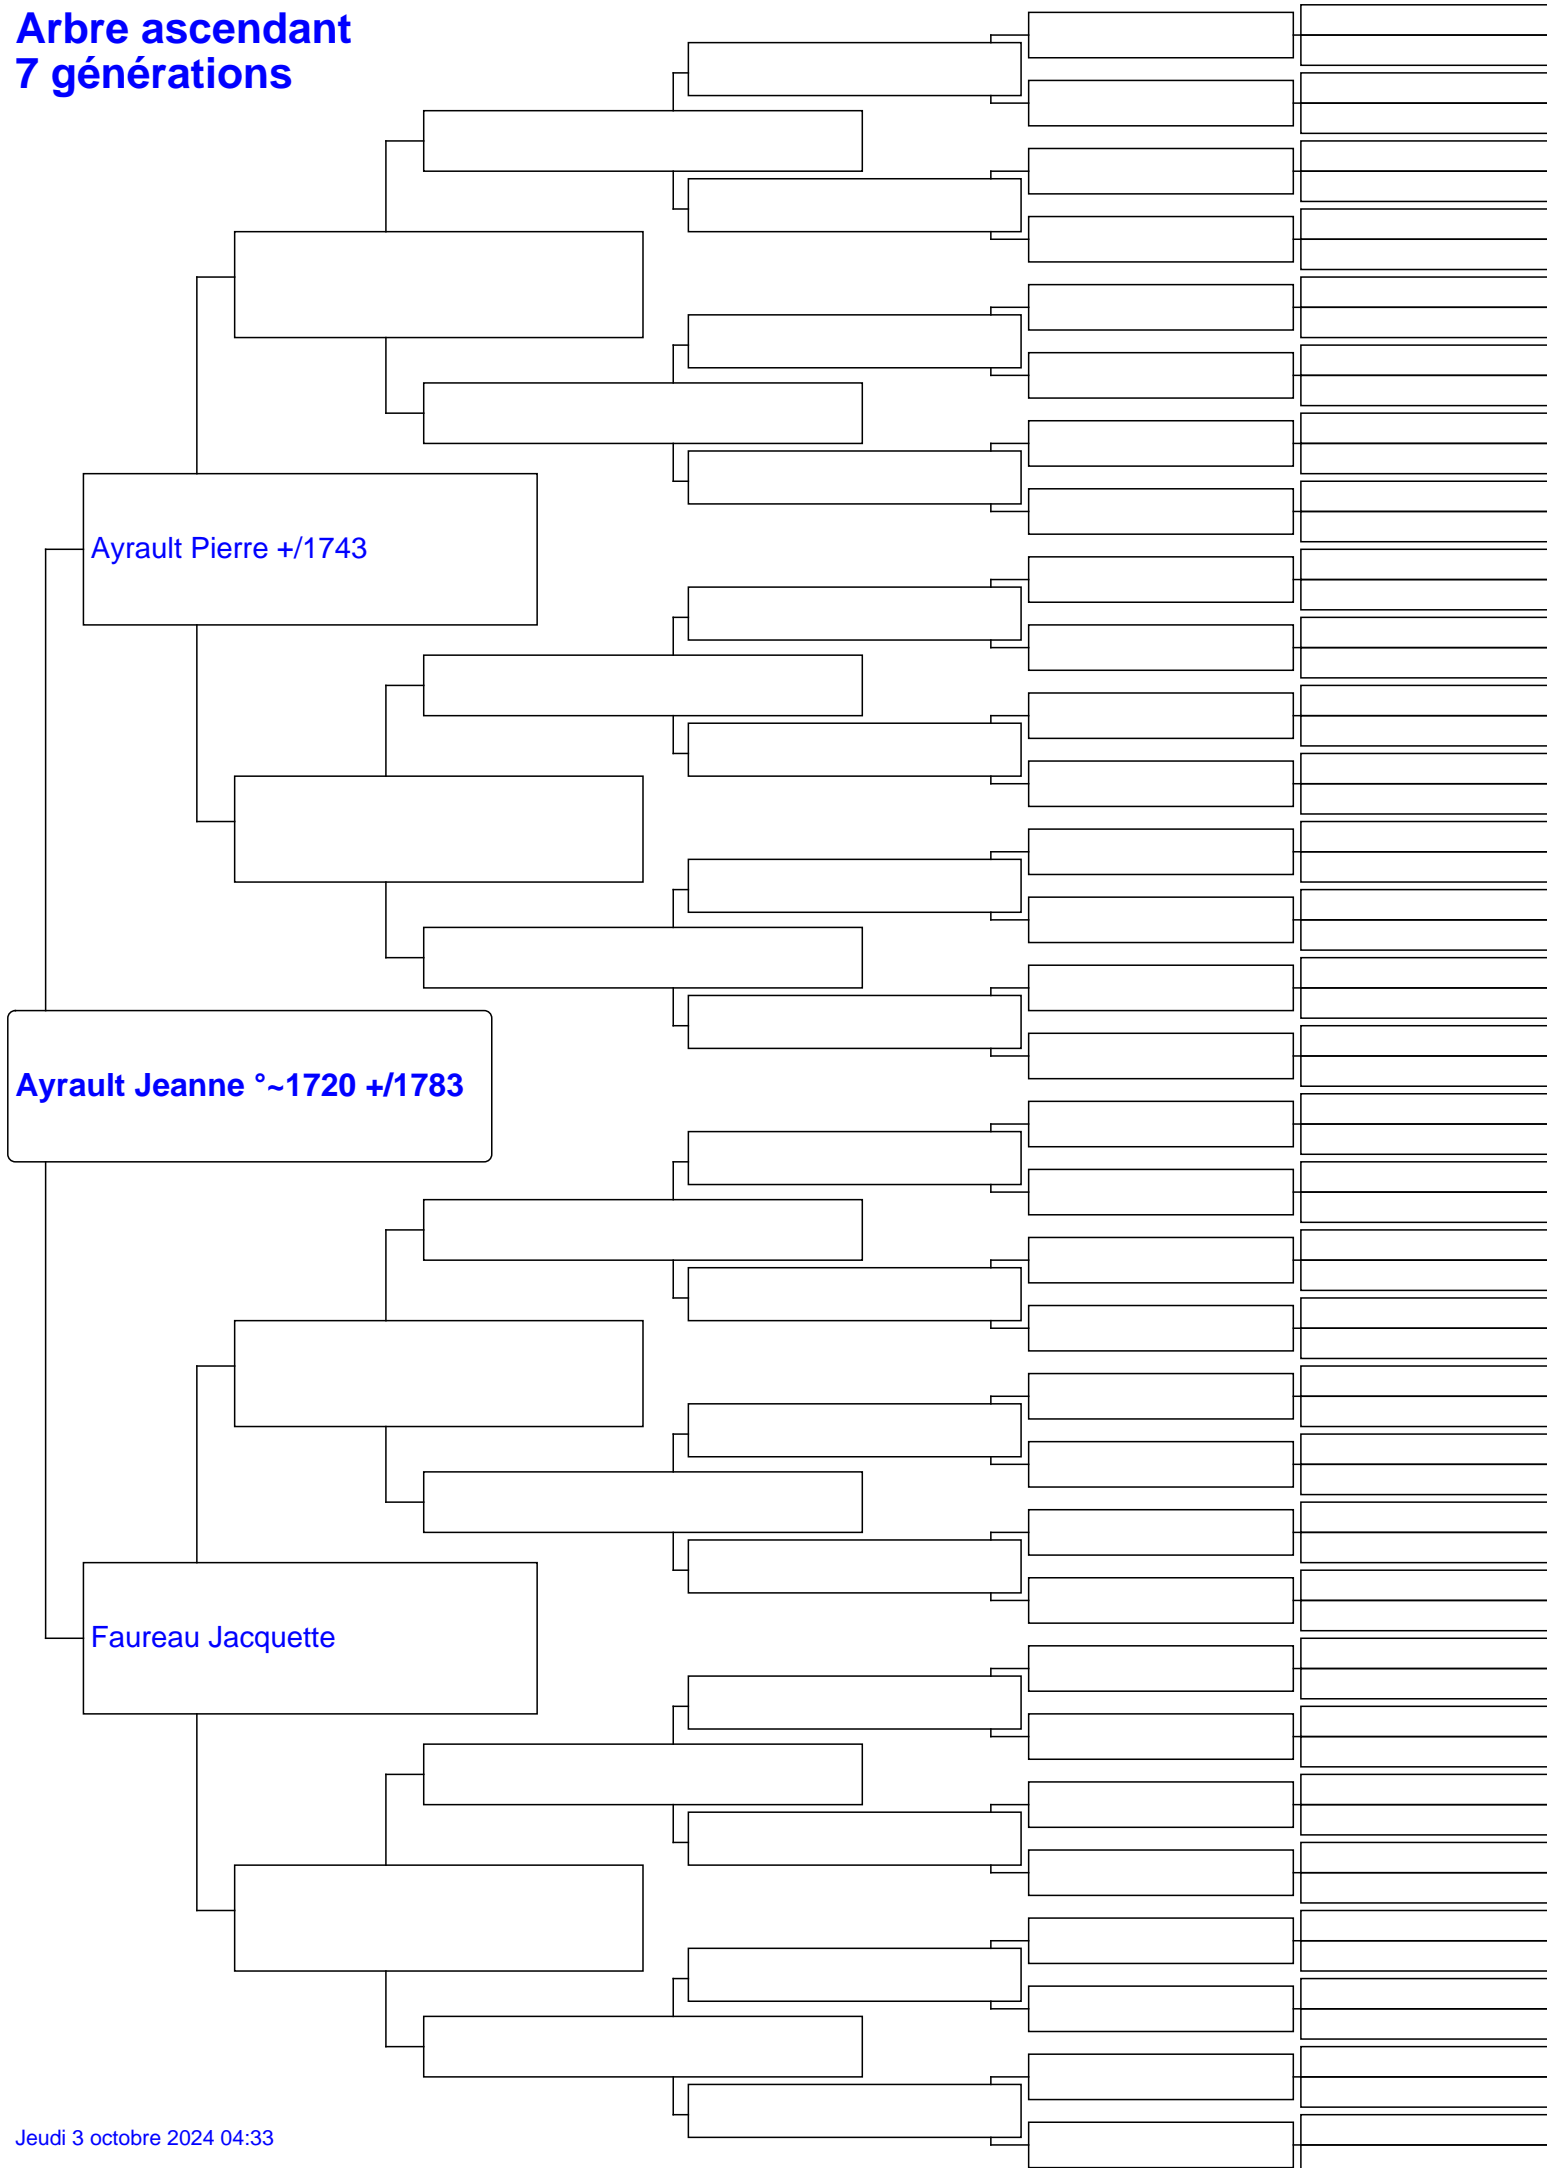 Arbre ascendant
7 générations
Ayrault Pierre +/1743
Ayrault Jeanne °~1720 +/1783
Faureau Jacquette
Jeudi 3 octobre 2024 04:33